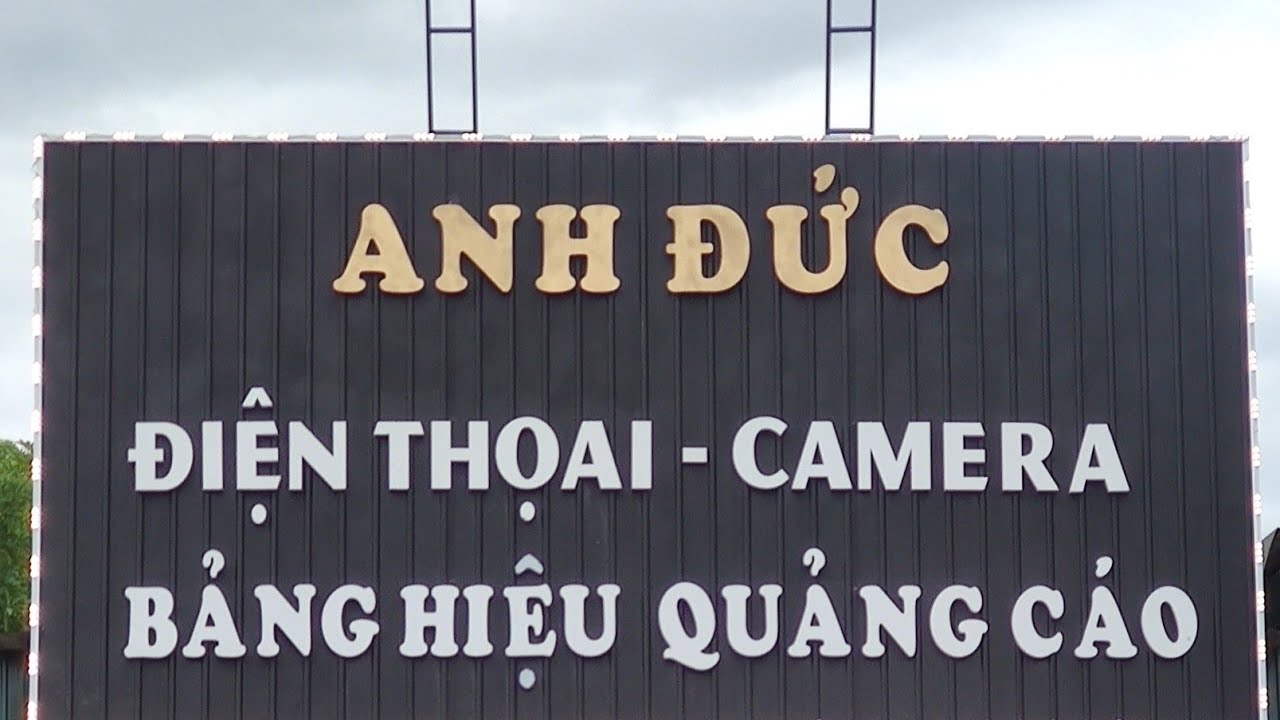 ANH ĐỨC
ĐIỆN THOẠI - CAMERA
BẢNG HIỆU QUẢNG CÁO